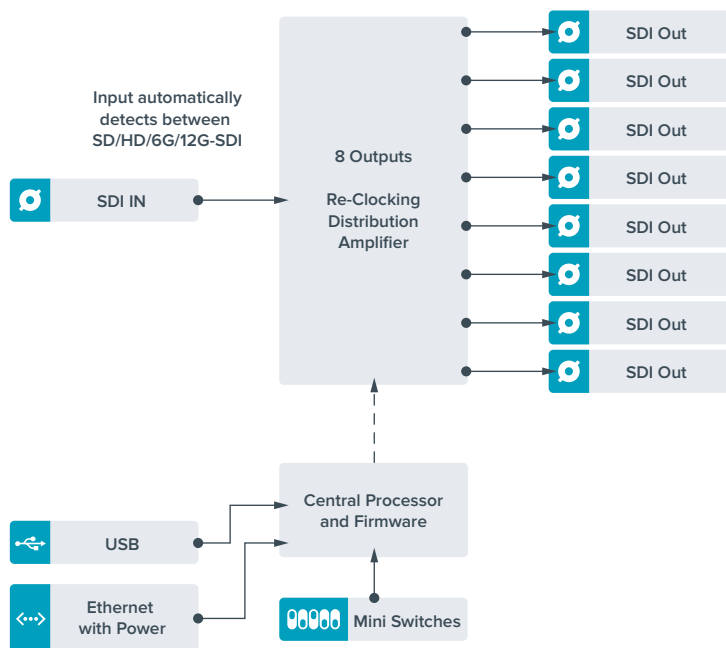 Input automatically
detects between
SD/HD/6G/12G-SDI
SDI IN
8 Outputs
Re-Clocking
Distribution
Amplifier
SDI Out
SDI Out
SDI Out
SDI Out
SDI Out
SDI Out
SDI Out
SDI Out
Central Processor
and Firmware
USB
Ethernet
with Power
Mini Switches